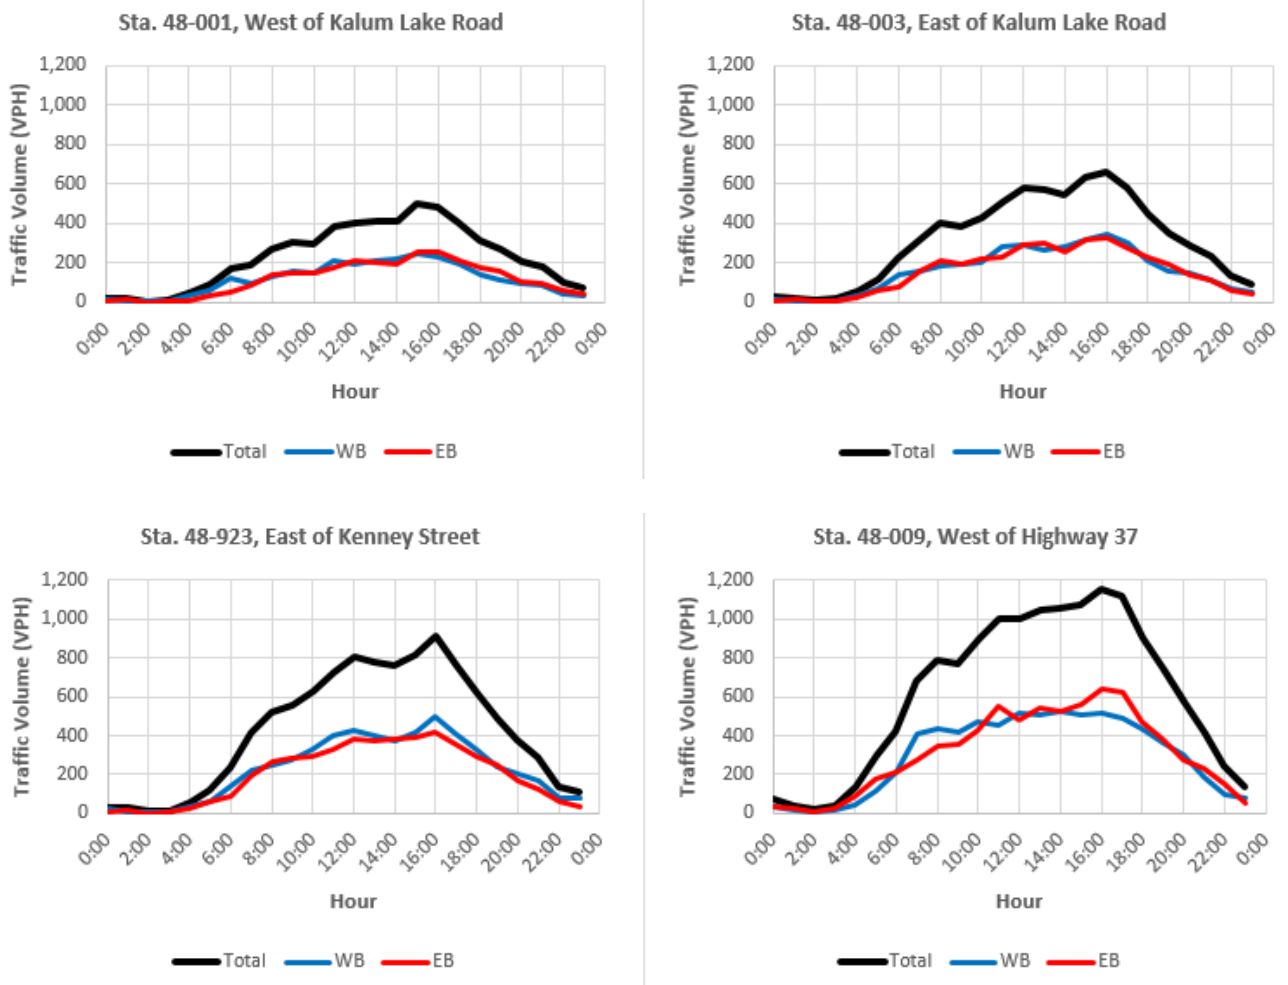 Sta. 48-001, West of Kalum Lake Road
1,200
1,000
800
600
400
200
0
Traffic Volume (VPH)
0:00 2:00 4:00 6:00 8:00 10:00 12:00 14:00 16:00 18:00 20:00 22:00 0:00
Hour
Total WB EB
Sta. 48-003, East of Kalum Lake Road
1,200
1,000
800
600
400
200
0
Traffic Volume (VPH)
0:00 2:00 4:00 6:00 8:00 10:00 12:00 14:00 16:00 18:00 20:00 22:00 0:00
Hour
Total WB EB
Sta. 48-923, East of Kenney Street
1,200
1,000
800
600
400
200
0
Traffic Volume (VPH)
0:00 2:00 4:00 6:00 8:00 10:00 12:00 14:00 16:00 18:00 20:00 22:00 0:00
Hour
Total WB EB
Sta. 48-009, West of Highway 37
1,200
1,000
800
600
400
200
0
Traffic Volume (VPH)
0:00 2:00 4:00 6:00 8:00 10:00 12:00 14:00 16:00 18:00 20:00 22:00 0:00
Hour
Total WB EB